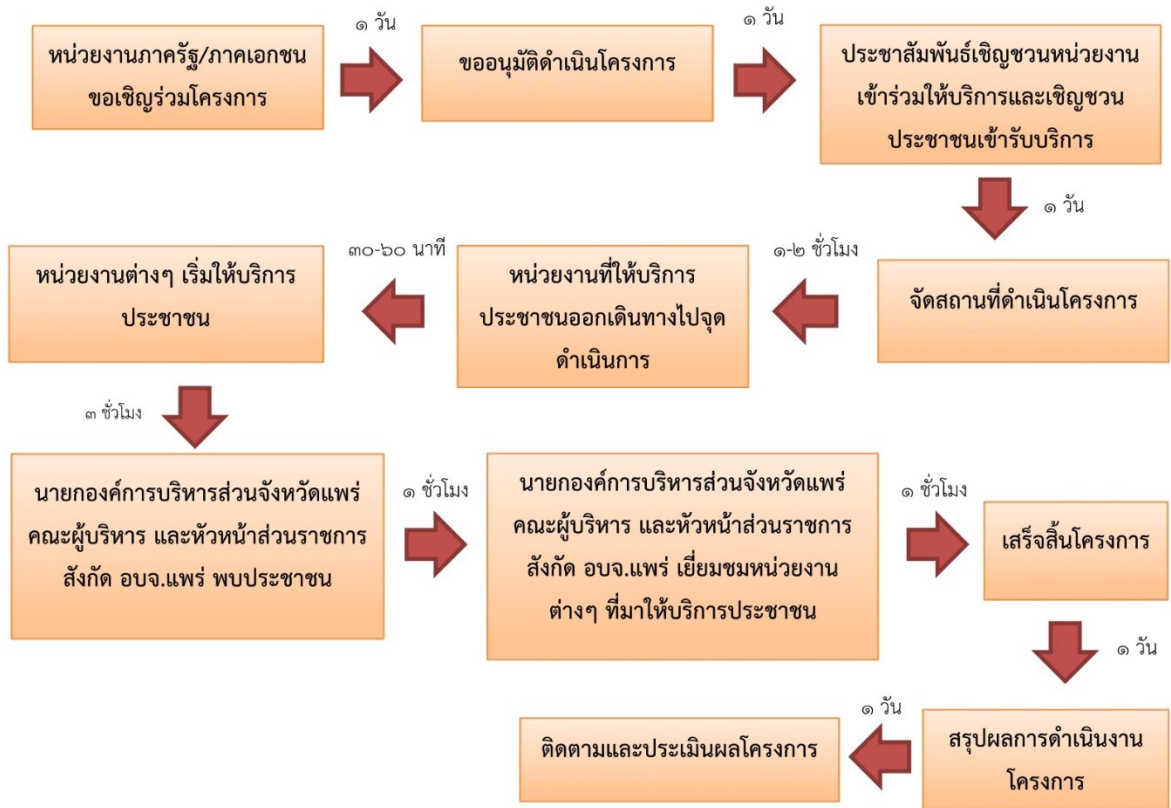 ๑ วัน
๑ วัน
หน่วยงานภาครัฐ/ภาคเอกชน
ขอเชิญร่วมโครงการ
ขออนุมัติดำเนินโครงการ
ประชาสัมพันธ์เชิญชวนหน่วยงาน
เข้าร่วมให้บริการและเชิญชวน
ประชาชนเข้ารับบริการ
๑ วัน
จัดสถานที่ดำเนินโครงการ
๑-๒ ชั่วโมง
หน่วยงานที่ให้บริการ
ประชาชนออกเดินทางไปจุด
ดำเนินการ
๓๐-๖๐ นาที
หน่วยงานต่างๆ เริ่มให้บริการ
ประชาชน
๓ ชั่วโมง
นายกองค์การบริหารส่วนจังหวัดแพร่
คณะผู้บริหาร และหัวหน้าส่วนราชการ
สังกัด อบจ.แพร่ พบประชาชน
๑ ชั่วโมง
นายกองค์การบริหารส่วนจังหวัดแพร่
คณะผู้บริหาร และหัวหน้าส่วนราชการ
สังกัด อบจ.แพร่ เยี่ยมชมหน่วยงาน
ต่างๆ ที่มาให้บริการประชาชน
๑ ชั่วโมง
เสร็จสิ้นโครงการ
๑ วัน
สรุปผลการดำเนินงาน
โครงการ
๑ วัน
ติดตามและประเมินผลโครงการ